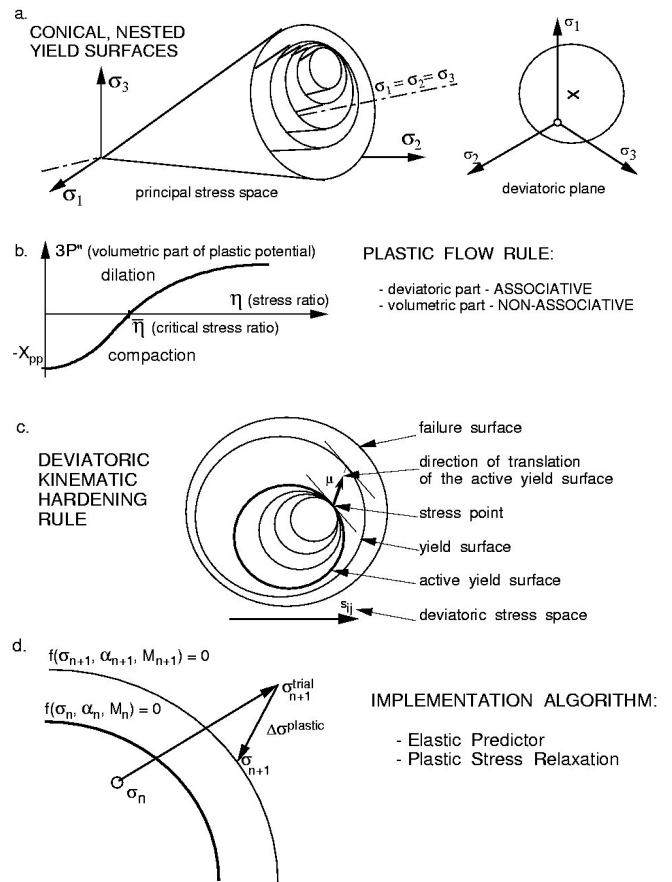 a.
CONICAL, NESTED
YIELD SURFACES
σ3
σ1 = σ2 = σ3
σ2
σ1
principal stress space
σ1
X
σ2
σ3
deviatoric plane
b.
3P" (volumetric part of plastic potential)
dilation
η (stress ratio)
η̅ (critical stress ratio)
-Xpp
compaction
PLASTIC FLOW RULE:
- deviatoric part - ASSOCIATIVE
- volumetric part - NON-ASSOCIATIVE
c.
DEVIATORIC
KINEMATIC
HARDENING
RULE
μ
failure surface
direction of translation
of the active yield surface
stress point
yield surface
active yield surface
sij
deviatoric stress space
d.
f(σn+1, αn+1, Mn+1) = 0
f(σn, αn, Mn) = 0
σn+1 trial
Δσ plastic
σn+1
σn
IMPLEMENTATION ALGORITHM:
- Elastic Predictor
- Plastic Stress Relaxation